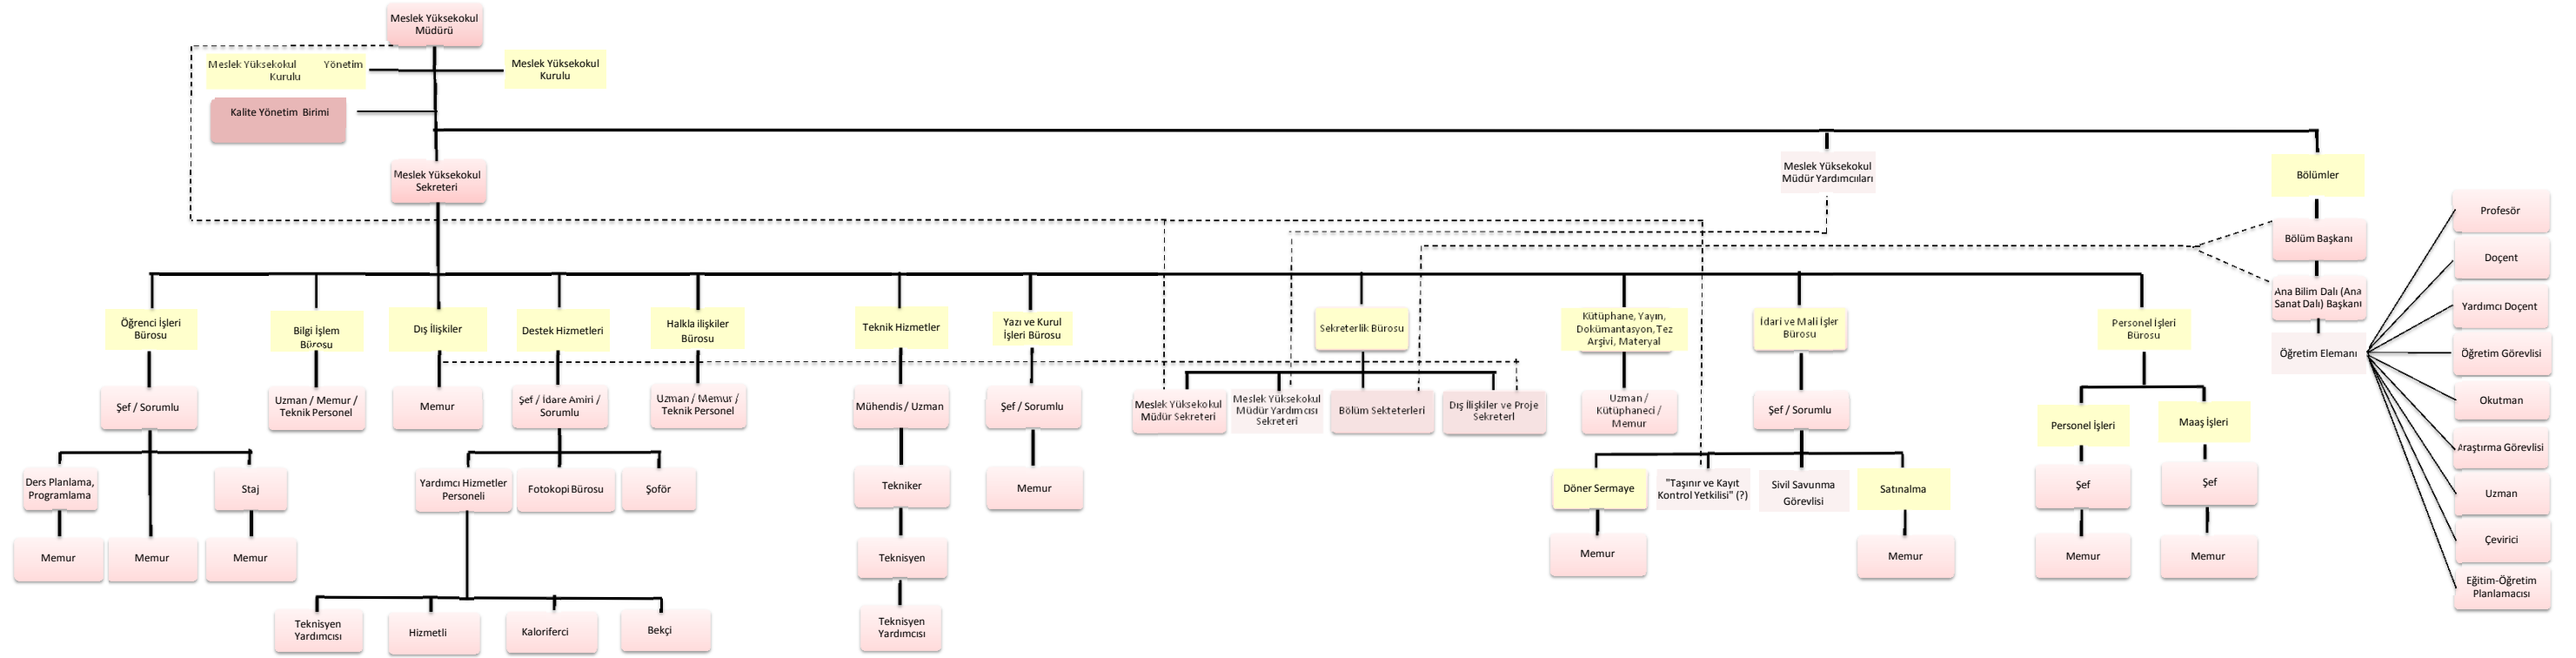 Meslek Yüksekokul
Müdürü
Meslek Yüksekokul Yönetim
Kurulu
Meslek Yüksekokul
Kurulu
Kalite Yönetim Birimi
Meslek Yüksekokul
Sekreteri
Meslek Yüksekokul
Müdür Yardımcııları
Bölümler
Bölüm Başkanı
Ana Bilim Dalı (Ana
Sanat Dalı) Başkanı
Öğretim Elemanı
Profesör
Doçent
Yardımcı Doçent
Öğretim Görevlisi
Okutman
Araştırma Görevlisi
Uzman
Çevirici
Eğitim-Öğretim
Planlamacısı
Öğrenci İşleri
Bürosu
Bilgi İşlem
Bürosu
Dış İlişkiler
Destek Hizmetleri
Halkla ilişkiler
Bürosu
Teknik Hizmetler
Yazı ve Kurul
İşleri Bürosu
Sekreterlik Bürosu
Kütüphane, Yayın,
Dokümantasyon, Tez
Arşivi, Materyal
İdari ve Mali İşler
Bürosu
Personel İşleri
Bürosu
Şef / Sorumlu
Uzman / Memur /
Teknik Personel
Memur
Şef / İdare Amiri /
Sorumlu
Uzman / Memur /
Teknik Personel
Mühendis / Uzman
Şef / Sorumlu
Meslek Yüksekokul
Müdür Sekreteri
Meslek Yüksekokul
Müdür Yardımcısı
Sekreteri
Bölüm Sekteterleri
Dış İlişkiler ve Proje
Sekreterl
Uzman /
Kütüphaneci /
Memur
Şef / Sorumlu
Personel İşleri
Maaş İşleri
Ders Planlama,
Programlama
Staj
Yardımcı Hizmetler
Personeli
Fotokopi Bürosu
Şoför
Tekniker
Memur
Döner Sermaye
"Taşınır ve Kayıt
Kontrol Yetkilisi" (?)
Sivil Savunma
Görevlisi
Satınalma
Şef
Şef
Memur
Memur
Memur
Teknisyen
Memur
Memur
Memur
Memur
Teknisyen
Yardımcısı
Hizmetli
Kaloriferci
Bekçi
Teknisyen
Yardımcısı